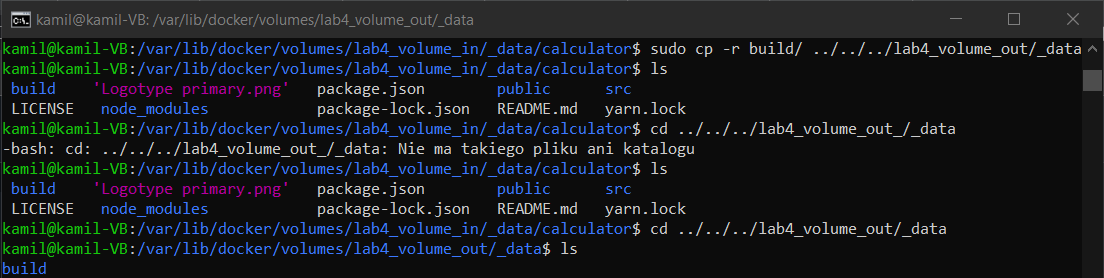 kamil@kamil-VB: /var/lib/docker/volumes/lab4_volume_out/_data
kamil@kamil-VB:/var/lib/docker/volumes/lab4_volume_in/_data/calculator$ sudo cp -r build/ ../../../lab4_volume_out/_data
kamil@kamil-VB:/var/lib/docker/volumes/lab4_volume_in/_data/calculator$ ls
build 'Logotype primary.png' package.json public src
LICENSE node_modules package-lock.json README.md yarn.lock
kamil@kamil-VB:/var/lib/docker/volumes/lab4_volume_in/_data/calculator$ cd ../../../lab4_volume_out_/_data
-bash: cd: ../../../lab4_volume_out_/_data: Nie ma takiego pliku ani katalogu
kamil@kamil-VB:/var/lib/docker/volumes/lab4_volume_in/_data/calculator$ ls
build 'Logotype primary.png' package.json public src
LICENSE node_modules package-lock.json README.md yarn.lock
kamil@kamil-VB:/var/lib/docker/volumes/lab4_volume_in/_data/calculator$ cd ../../../lab4_volume_out/_data
kamil@kamil-VB:/var/lib/docker/volumes/lab4_volume_out/_data$ ls
build